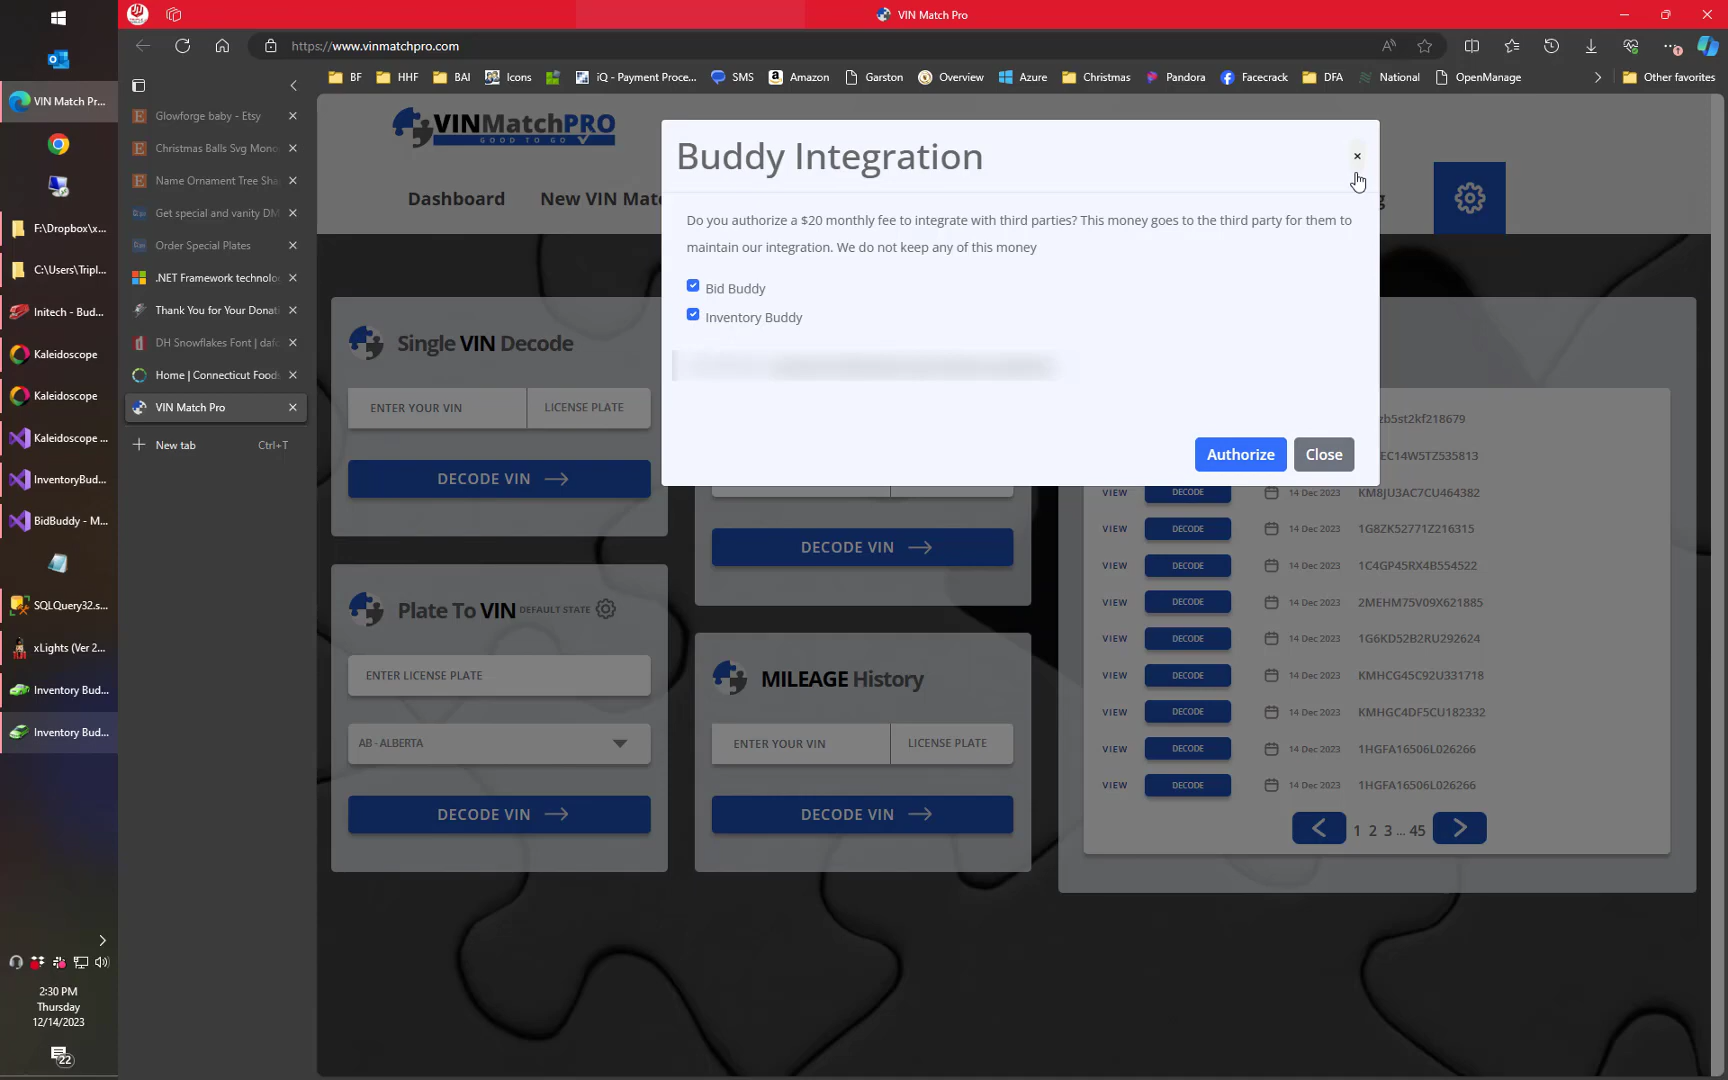 VIN Match Pro
https://www.vinmatchpro.com
BF
HHF
BAI
Icons
iQ - Payment Proce...
SMS
Amazon
Garston
Overview
Azure
Christmas
Pandora
Facecrack
DFA
National
OpenManage
Other favorites
VIN Match Pr...
F:\Dropbox\x...
C:\Users\Tripl...
Initech - Bud...
Kaleidoscope
Kaleidoscope
Kaleidoscope ...
InventoryBud...
BidBuddy - M...
SQLQuery32.s...
xLights (Ver 2...
Inventory Bud...
Inventory Bud...
2:30 PM
Thursday
12/14/2023
22
Glowforge baby - Etsy
Christmas Balls Svg Mono
Name Ornament Tree Sha
Get special and vanity DM
Order Special Plates
.NET Framework technolo
Thank You for Your Donati
DH Snowflakes Font | dafo
Home | Connecticut Foods
VIN Match Pro
New tab Ctrl+T
VINMatchPRO
GOOD TO GO
Dashboard
New VIN Matc
Buddy Integration
Do you authorize a $20 monthly fee to integrate with third parties? This money goes to the third party for them to
maintain our integration. We do not keep any of this money
Bid Buddy
Inventory Buddy
Authorize
Close
Single VIN Decode
ENTER YOUR VIN
LICENSE PLATE
DECODE VIN
DECODE VIN
Plate To VIN DEFAULT STATE
ENTER LICENSE PLATE
AB - ALBERTA
DECODE VIN
MILEAGE History
ENTER YOUR VIN
LICENSE PLATE
DECODE VIN
zb5st2kf218679
EC14W5TZ535813
VIEW DECODE 14 Dec 2023 KM8JU3AC7CU464382
VIEW DECODE 14 Dec 2023 1G8ZK52771Z216315
VIEW DECODE 14 Dec 2023 1C4GP45RX4B554522
VIEW DECODE 14 Dec 2023 2MEHM75V09X621885
VIEW DECODE 14 Dec 2023 1G6KD52B2RU292624
VIEW DECODE 14 Dec 2023 KMHCG45C92U331718
VIEW DECODE 14 Dec 2023 KMHGC4DF5CU182332
VIEW DECODE 14 Dec 2023 1HGFA16506L026266
VIEW DECODE 14 Dec 2023 1HGFA16506L026266
1 2 3 ... 45